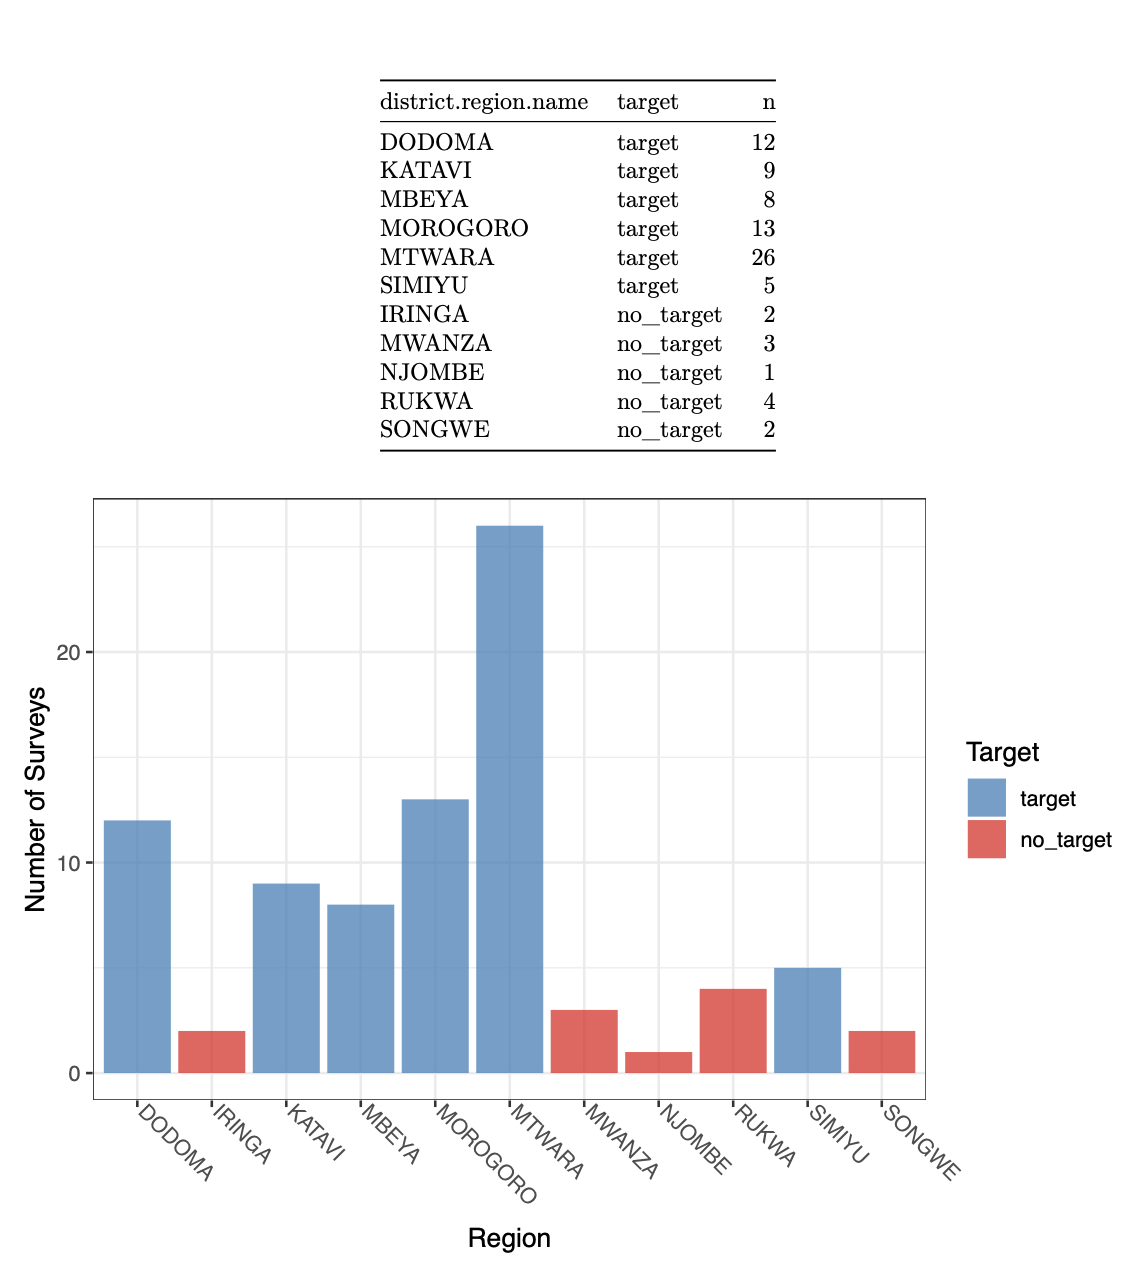 district.region.name target n
DODOMA target 12
KATAVI target 9
MBEYA target 8
MOROGORO target 13
MTWARA target 26
SIMIYU target 5
IRINGA no_target 2
MWANZA no_target 3
NJOMBE no_target 1
RUKWA no_target 4
SONGWE no_target 2
20
10
0
Number of Surveys
DODOMA IRINGA KATAVI MBEYA MOROGORO MTWARA MWANZA NJOMBE RUKWA SIMIYU SONGWE
Region
Target
target
no_target